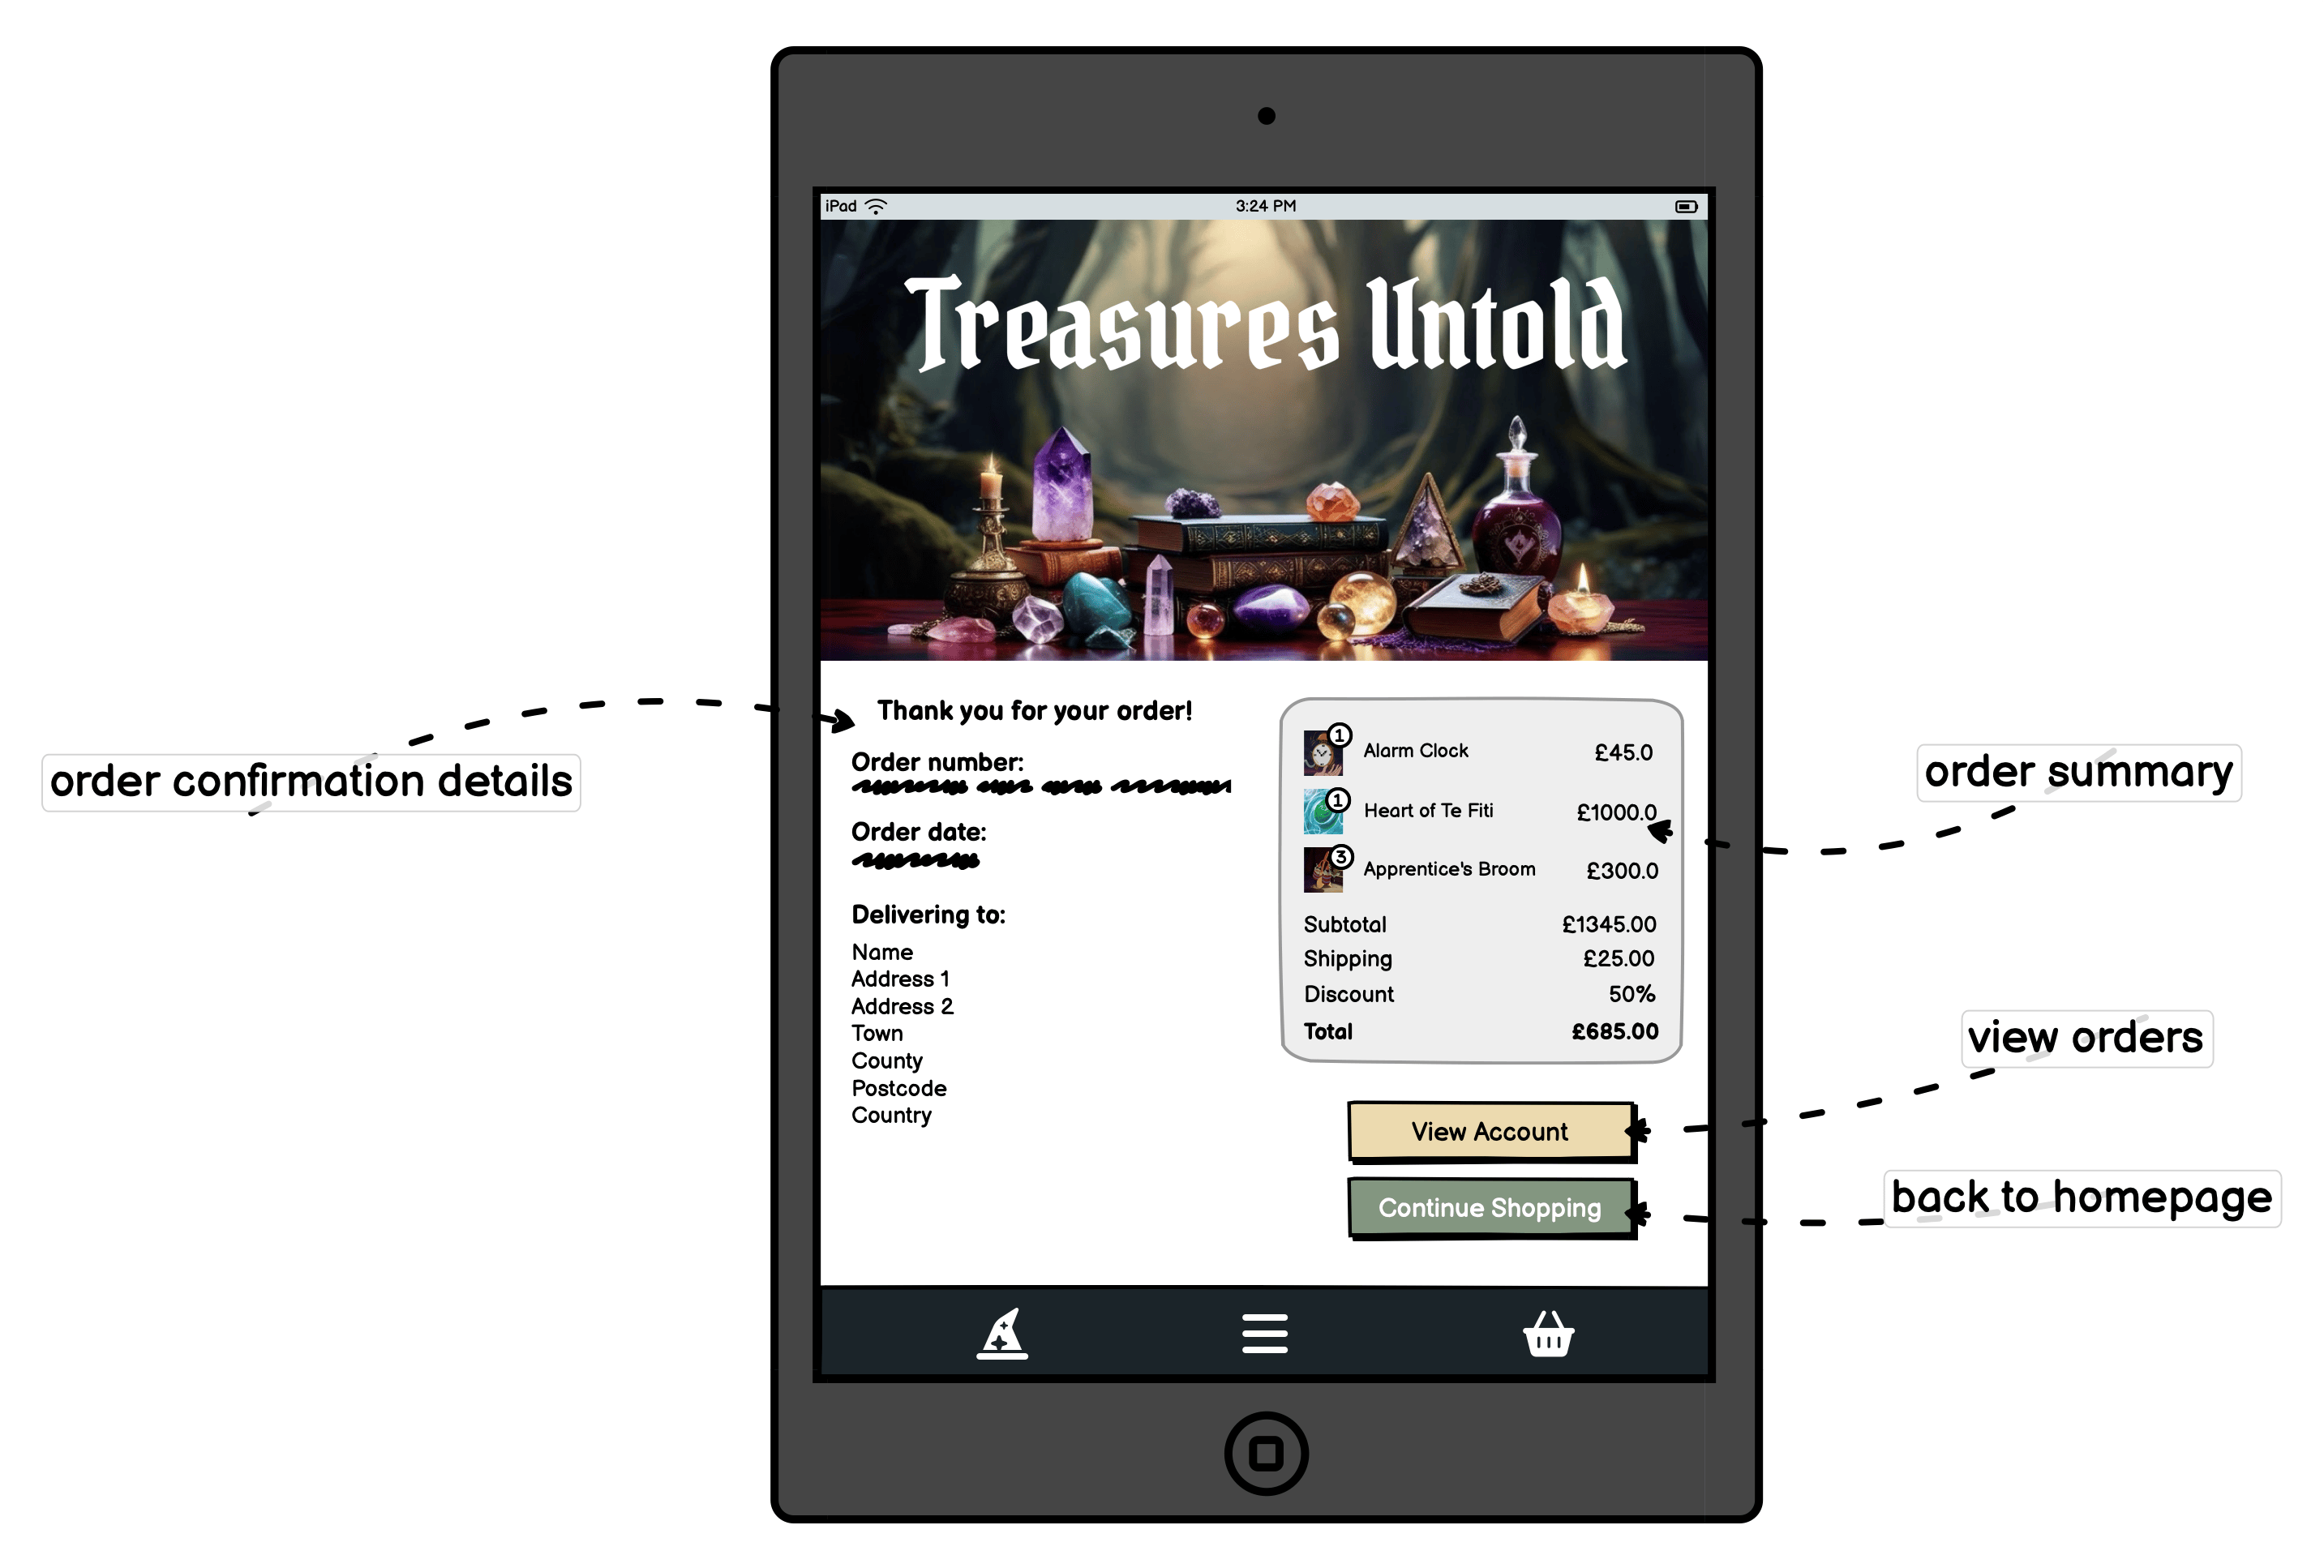 iPad
3:24 PM
Treasures Untold
order confirmation details
Thank you for your order!
Order number:
Order date:
Delivering to:
Name
Address 1
Address 2
Town
County
Postcode
Country
1 Alarm Clock £45.0
1 Heart of Te Fiti £1000.0
3 Apprentice's Broom £300.0
Subtotal £1345.00
Shipping £25.00
Discount 50%
Total £685.00
order summary
View Account
view orders
Continue Shopping
back to homepage